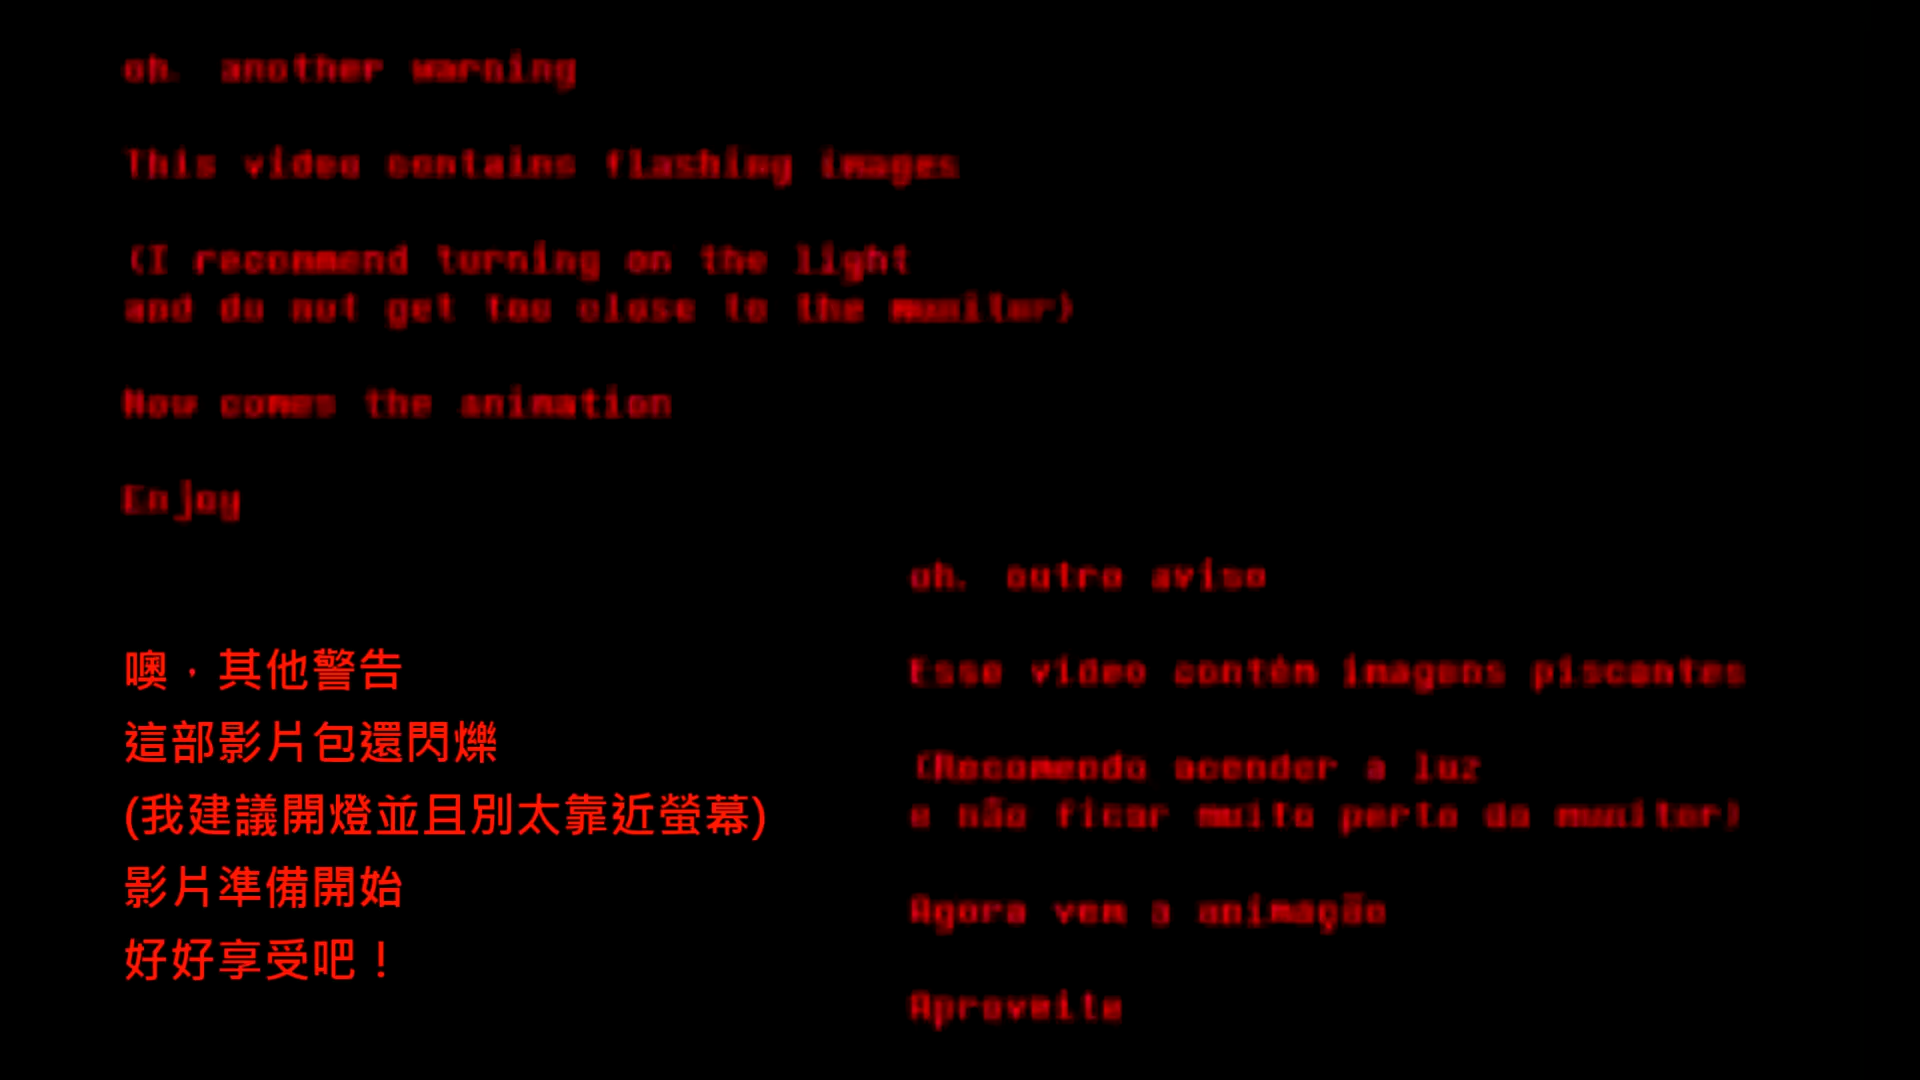 oh. another warning
This video contains flashing images
(I recommend turning on the light
and do not get too close to the monitor)
Now comes the animation
Enjoy
噢，其他警告
這部影片包還閃爍
(我建議開燈並且別太靠近螢幕)
影片準備開始
好好享受吧！
oh. outro aviso
Esse video contém imagens piscantes
(Recomendo acender a luz
e não ficar muito perto do monitor)
Agora vem a animação
Aproveite